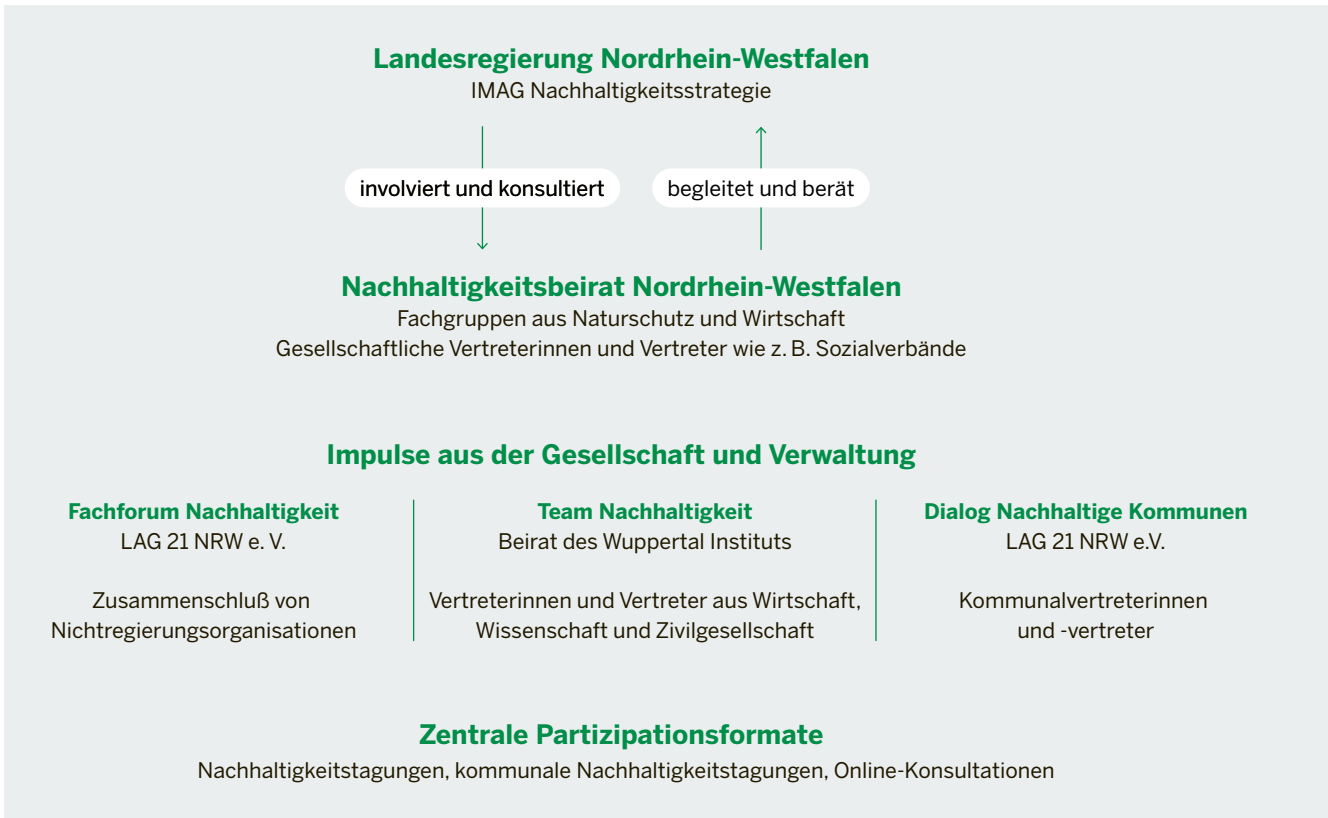 Landesregierung Nordrhein-Westfalen
IMAG Nachhaltigkeitsstrategie
involviert und konsultiert
begleitet und berät
Nachhaltigkeitsbeirat Nordrhein-Westfalen
Fachgruppen aus Naturschutz und Wirtschaft
Gesellschaftliche Vertreterinnen und Vertreter wie z. B. Sozialverbände
Impulse aus der Gesellschaft und Verwaltung
Fachforum Nachhaltigkeit
LAG 21 NRW e. V.
Zusammenschluß von
Nichtregierungsorganisationen
Team Nachhaltigkeit
Beirat des Wuppertal Instituts
Vertreterinnen und Vertreter aus Wirtschaft,
Wissenschaft und Zivilgesellschaft
Dialog Nachhaltige Kommunen
LAG 21 NRW e.V.
Kommunalvertreterinnen
und -vertreter
Zentrale Partizipationsformate
Nachhaltigkeitstagungen, kommunale Nachhaltigkeitstagungen, Online-Konsultationen